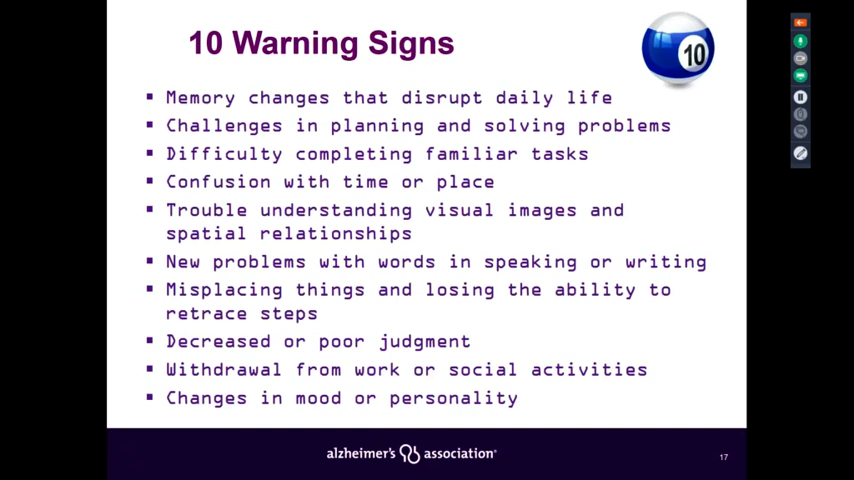 10 Warning Signs
10
▪ Memory changes that disrupt daily life
▪ Challenges in planning and solving problems
▪ Difficulty completing familiar tasks
▪ Confusion with time or place
▪ Trouble understanding visual images and
spatial relationships
▪ New problems with words in speaking or writing
▪ Misplacing things and losing the ability to
retrace steps
▪ Decreased or poor judgment
▪ Withdrawal from work or social activities
▪ Changes in mood or personality
alzheimer's association®
17